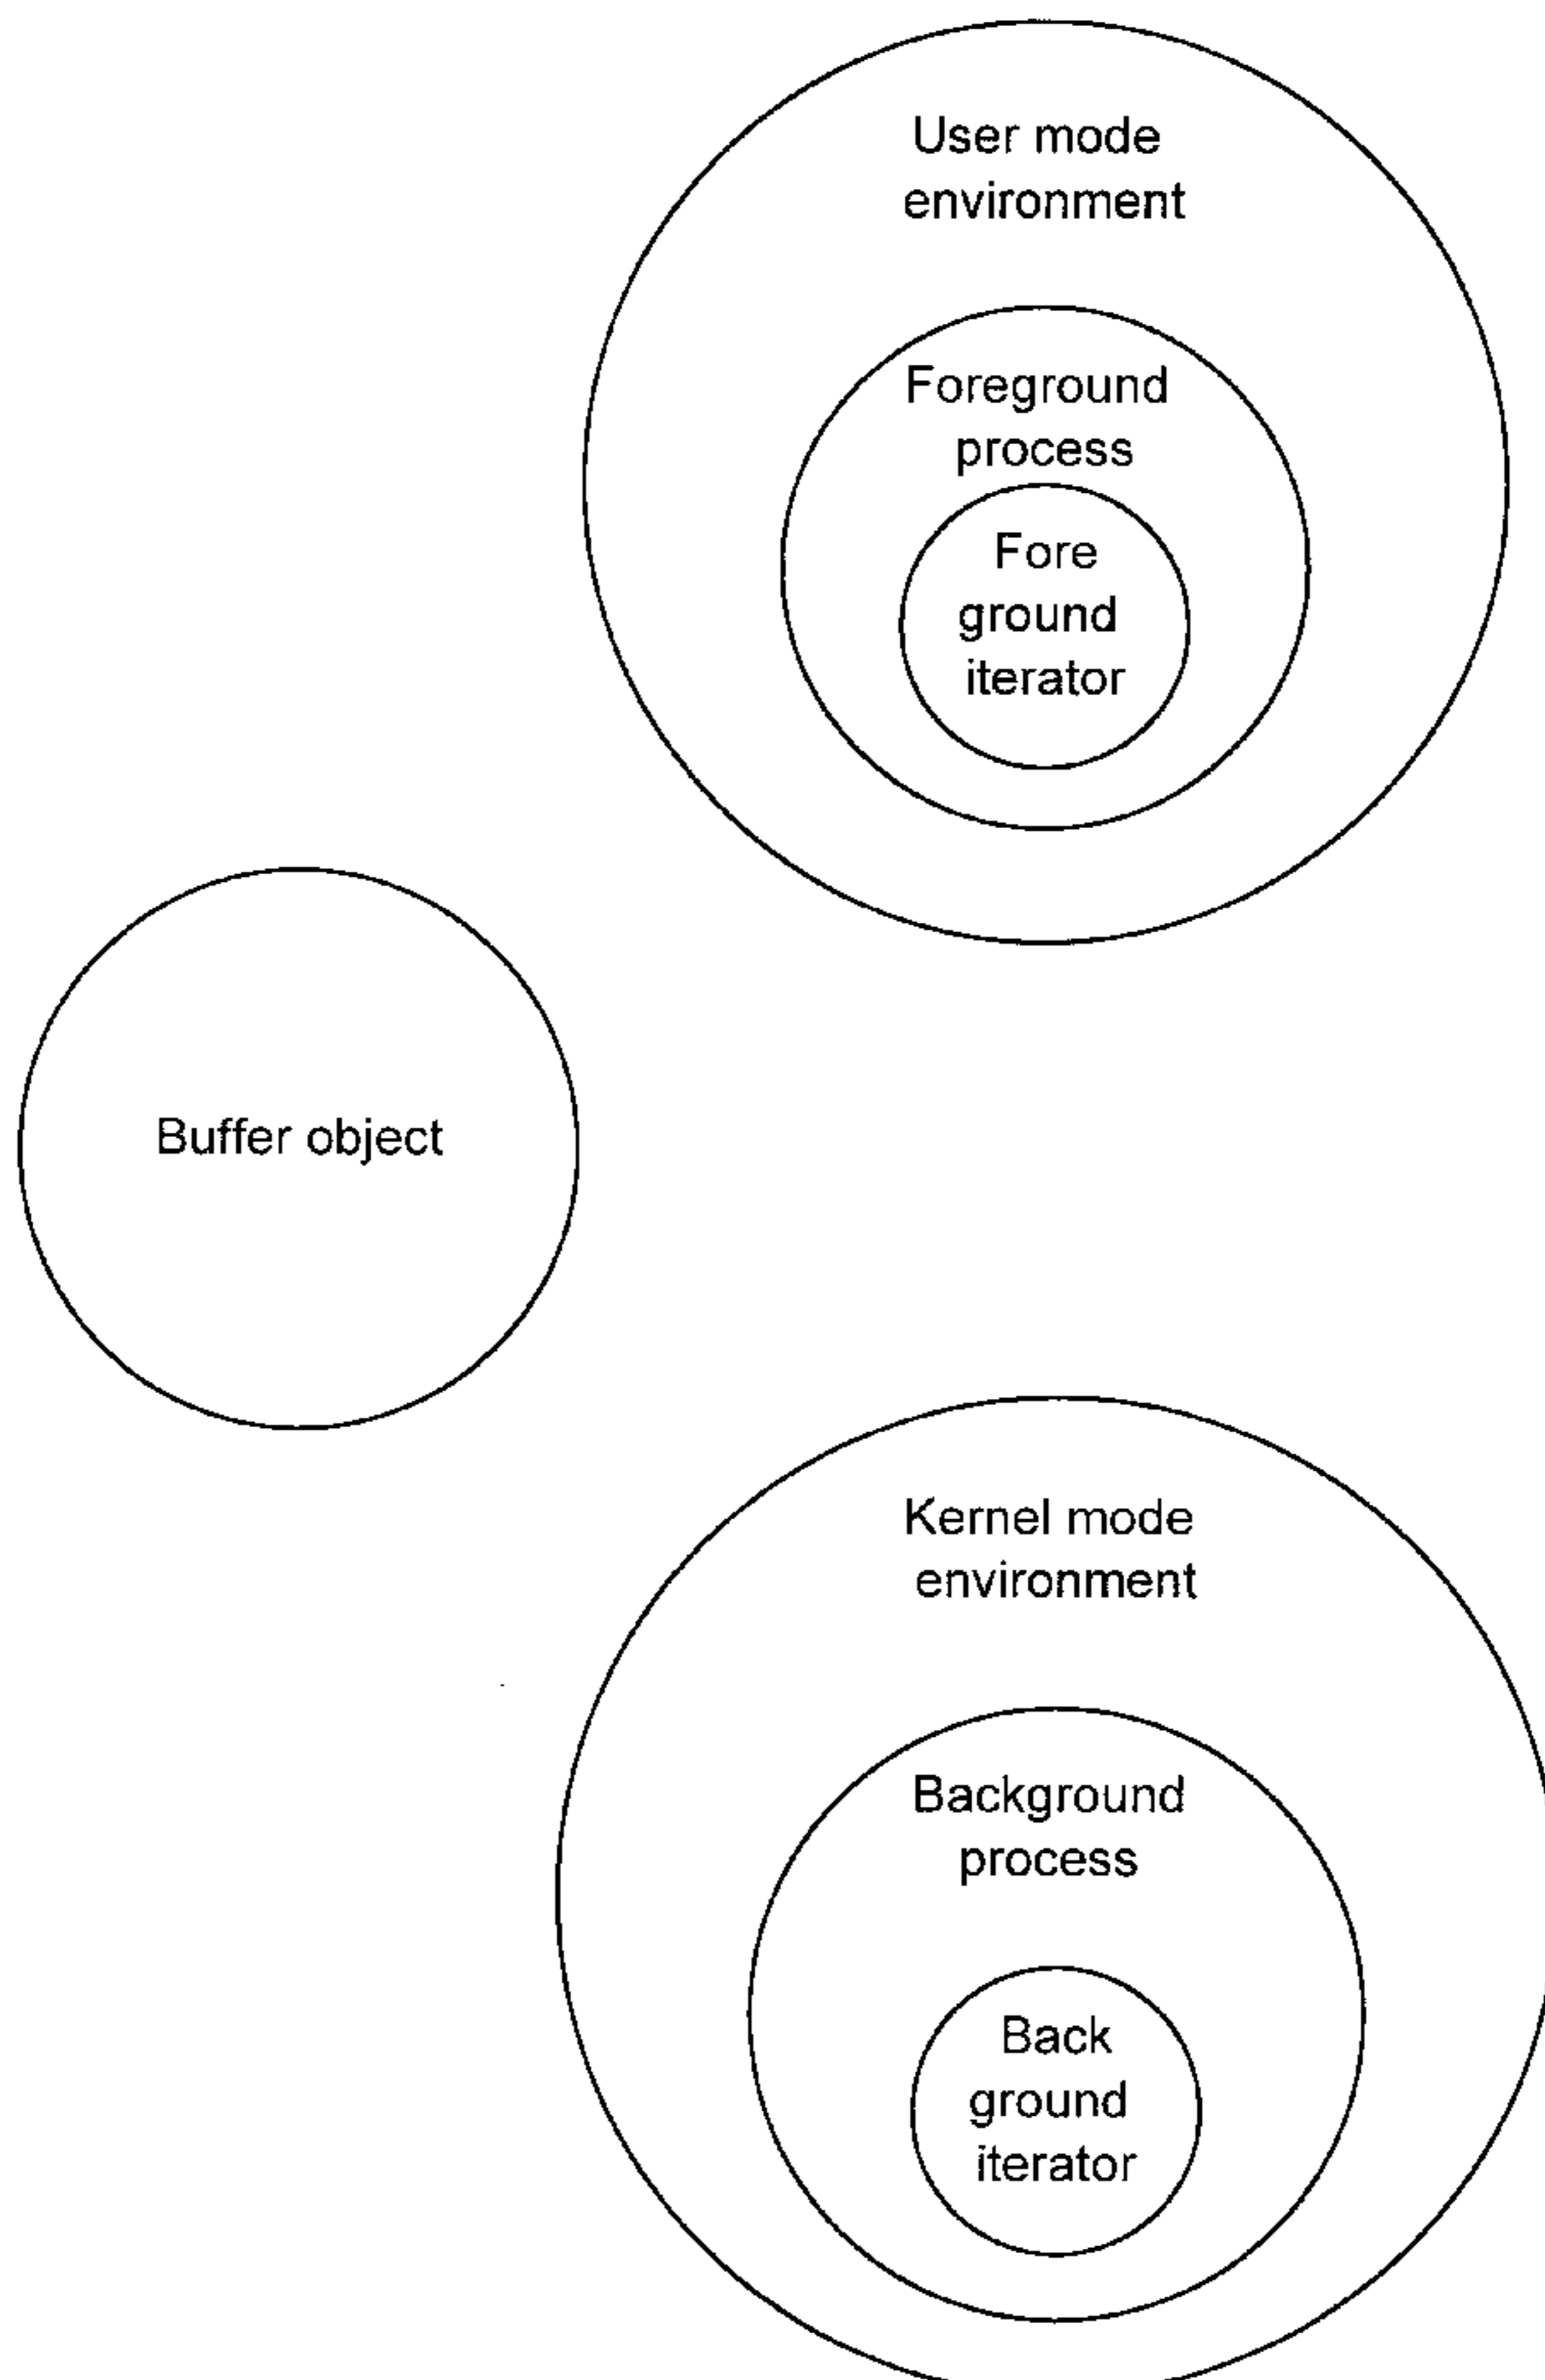 User mode
environment
Foreground
process
Fore
ground
iterator
Buffer object
Kernel mode
environment
Background
process
Back
ground
iterator